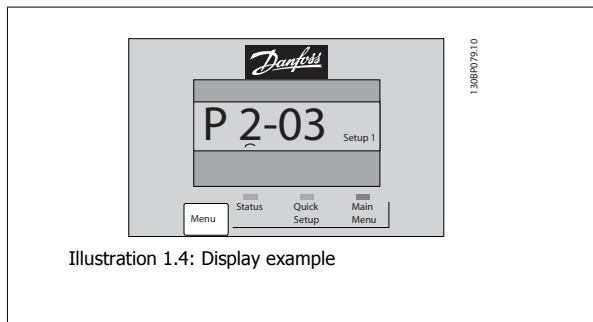 Danfoss
130BP079.10
P 2-03 Setup 1
Menu
Status
Quick Setup
Main Menu
Illustration 1.4: Display example